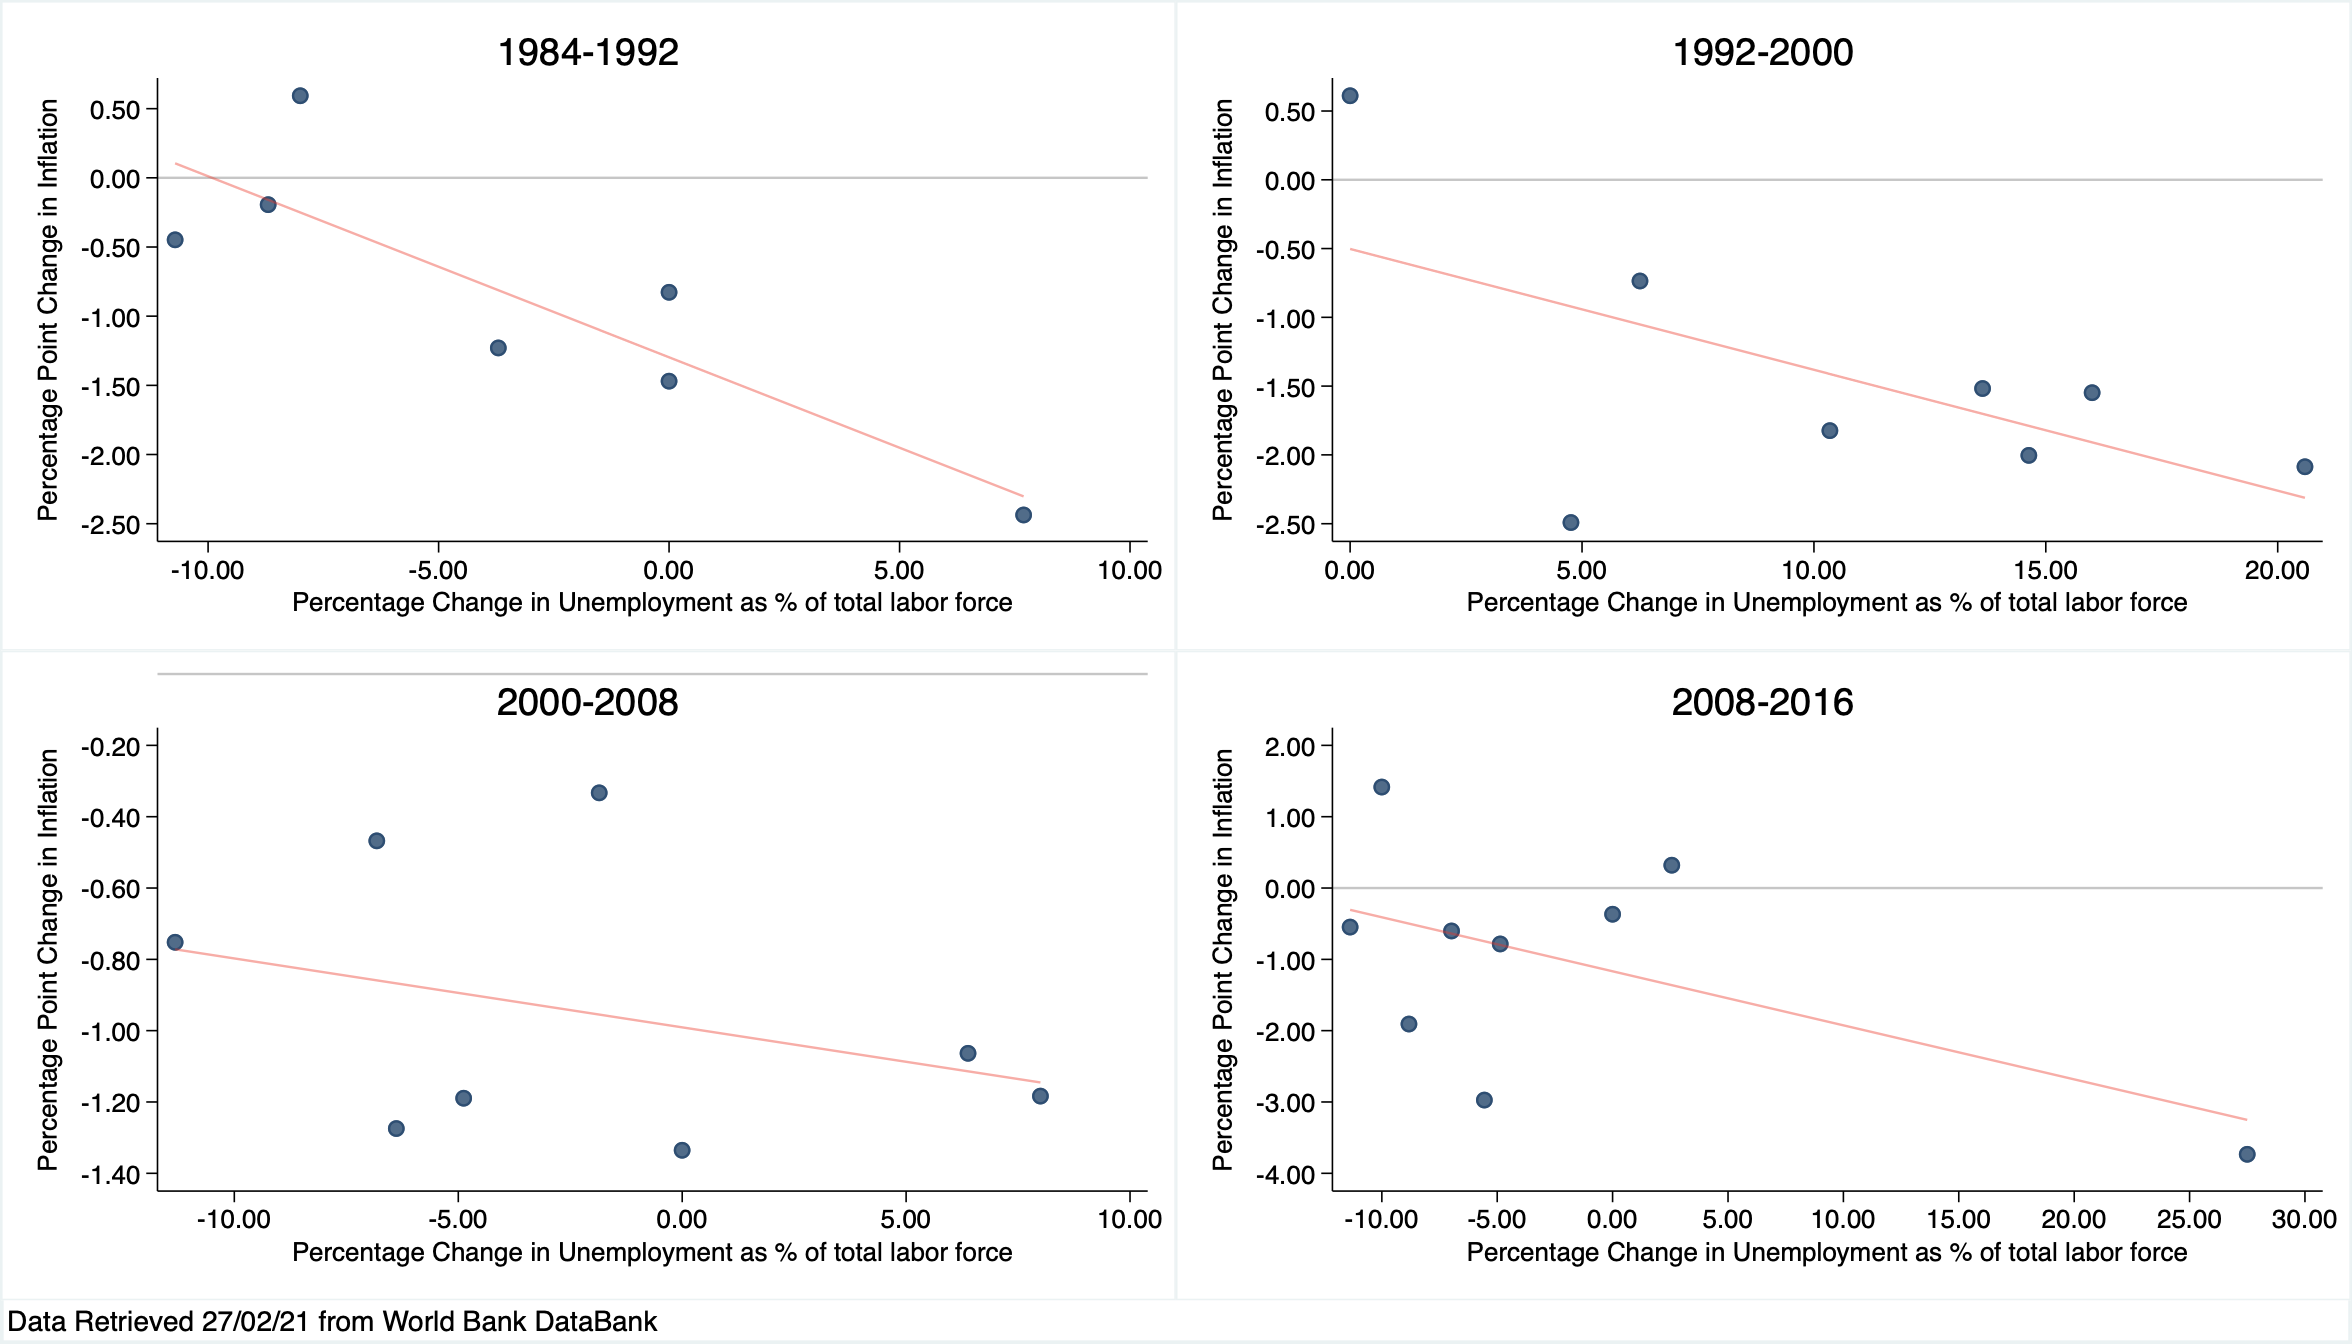 1984-1992
Percentage Point Change in Inflation
0.50
0.00
-0.50
-1.00
-1.50
-2.00
-2.50
-10.00 -5.00 0.00 5.00 10.00
Percentage Change in Unemployment as % of total labor force
1992-2000
Percentage Point Change in Inflation
0.50
0.00
-0.50
-1.00
-1.50
-2.00
-2.50
0.00 5.00 10.00 15.00 20.00
Percentage Change in Unemployment as % of total labor force
2000-2008
Percentage Point Change in Inflation
-0.20
-0.40
-0.60
-0.80
-1.00
-1.20
-1.40
-10.00 -5.00 0.00 5.00 10.00
Percentage Change in Unemployment as % of total labor force
2008-2016
Percentage Point Change in Inflation
2.00
1.00
0.00
-1.00
-2.00
-3.00
-4.00
-10.00 -5.00 0.00 5.00 10.00 15.00 20.00 25.00 30.00
Percentage Change in Unemployment as % of total labor force
Data Retrieved 27/02/21 from World Bank DataBank